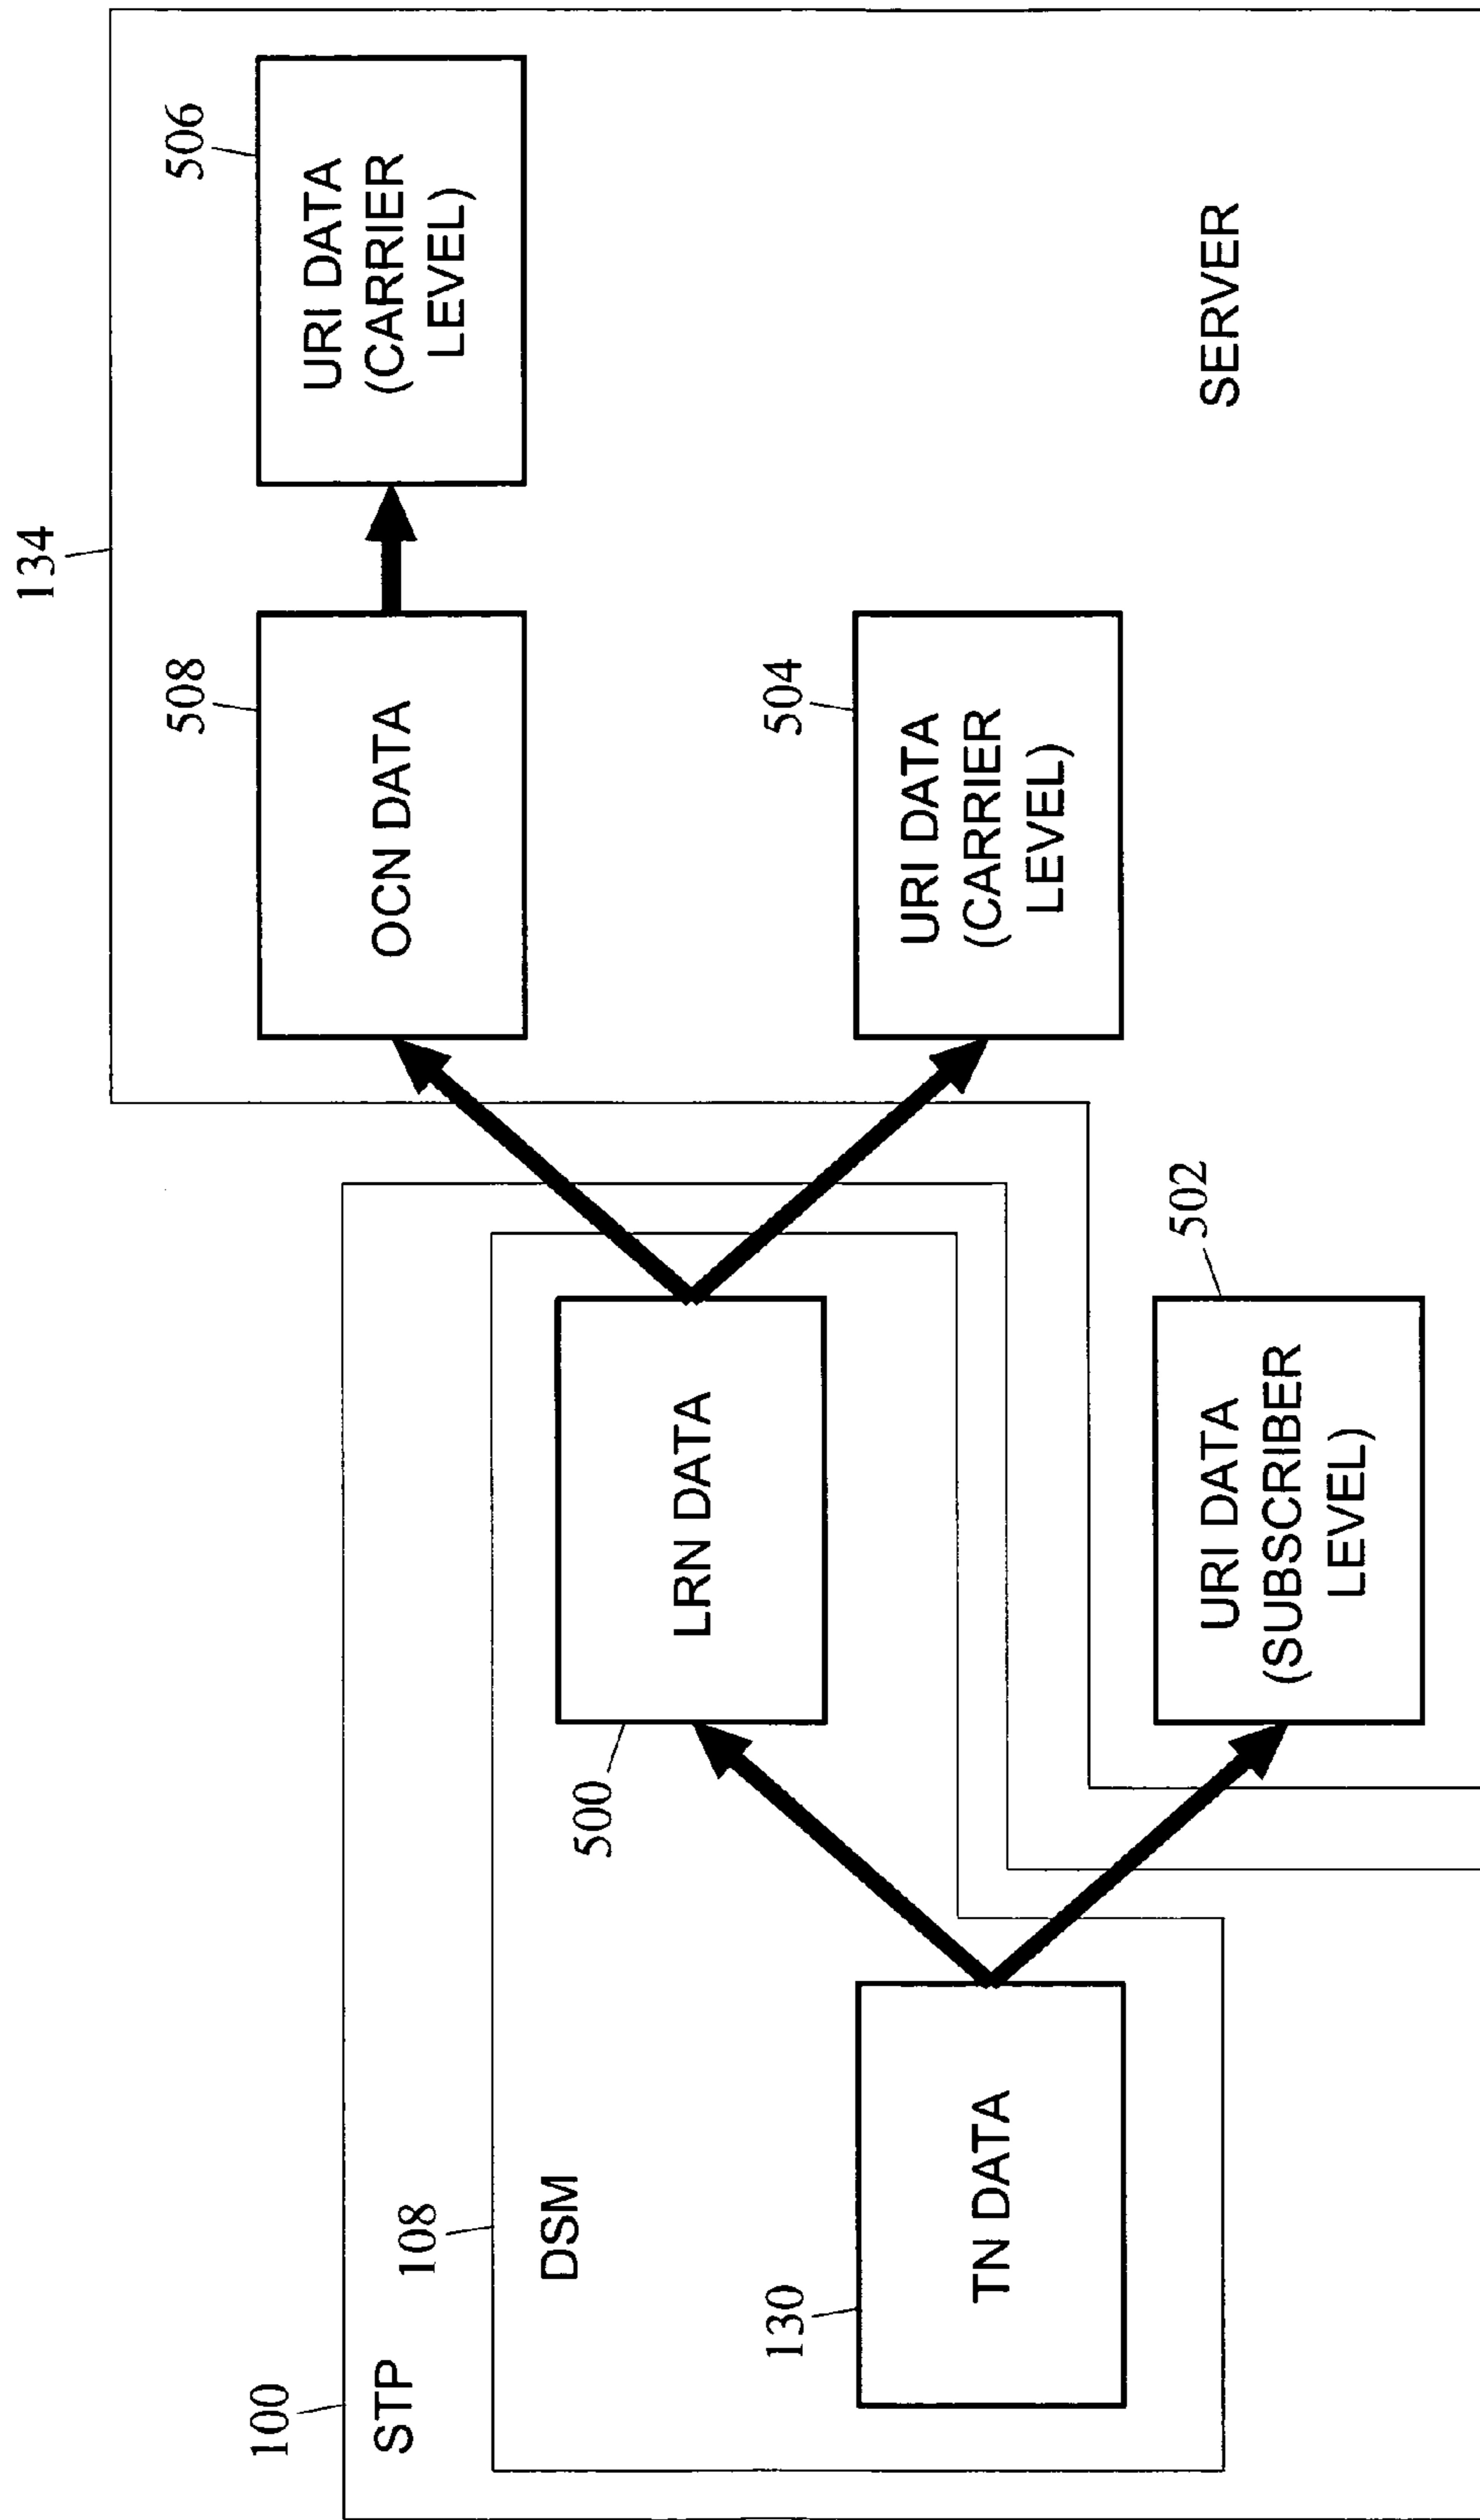 134
508
506
OCN DATA
URI DATA
(CARRIER
LEVEL)
100
STP
108
DSM
500
LRN DATA
504
URI DATA
(CARRIER
LEVEL)
130
TN DATA
502
URI DATA
(SUBSCRIBER
LEVEL)
SERVER